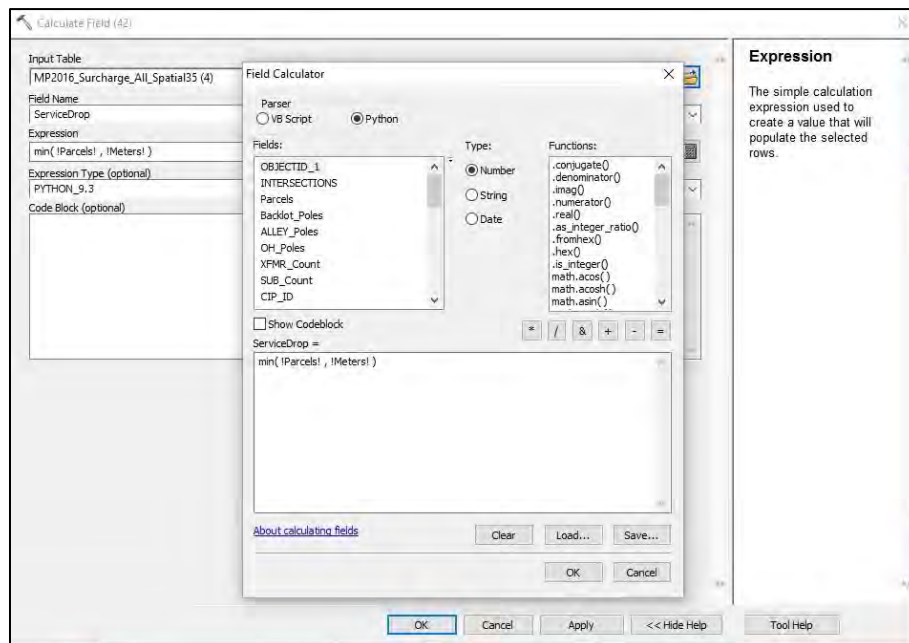 Calculate Field (42)
Input Table
MP2016_Surcharge_All_Spatial35 (4)
Field Name
ServiceDrop
Expression
min( !Parcels! , !Meters! )
Expression Type (optional)
PYTHON_9.3
Code Block (optional)
Field Calculator
Parser
VB Script
Python
Fields:
OBJECTID_1
INTERSECTIONS
Parcels
Backlot_Poles
ALLEY_Poles
OH_Poles
XFMR_Count
SUB_Count
CIP_ID
Type:
Number
String
Date
Functions:
.conjugate()
.denominator()
.imag()
.numerator()
.real()
.as_integer_ratio()
.fromhex()
.hex()
.is_integer()
math.acos( )
math.acosh( )
math.asin( )
Show Codeblock
* / & + - =
ServiceDrop =
min( !Parcels! , !Meters! )
About calculating fields
Clear
Load...
Save...
OK
Cancel
Expression
The simple calculation
expression used to
create a value that will
populate the selected
rows.
OK
Cancel
Apply
<< Hide Help
Tool Help